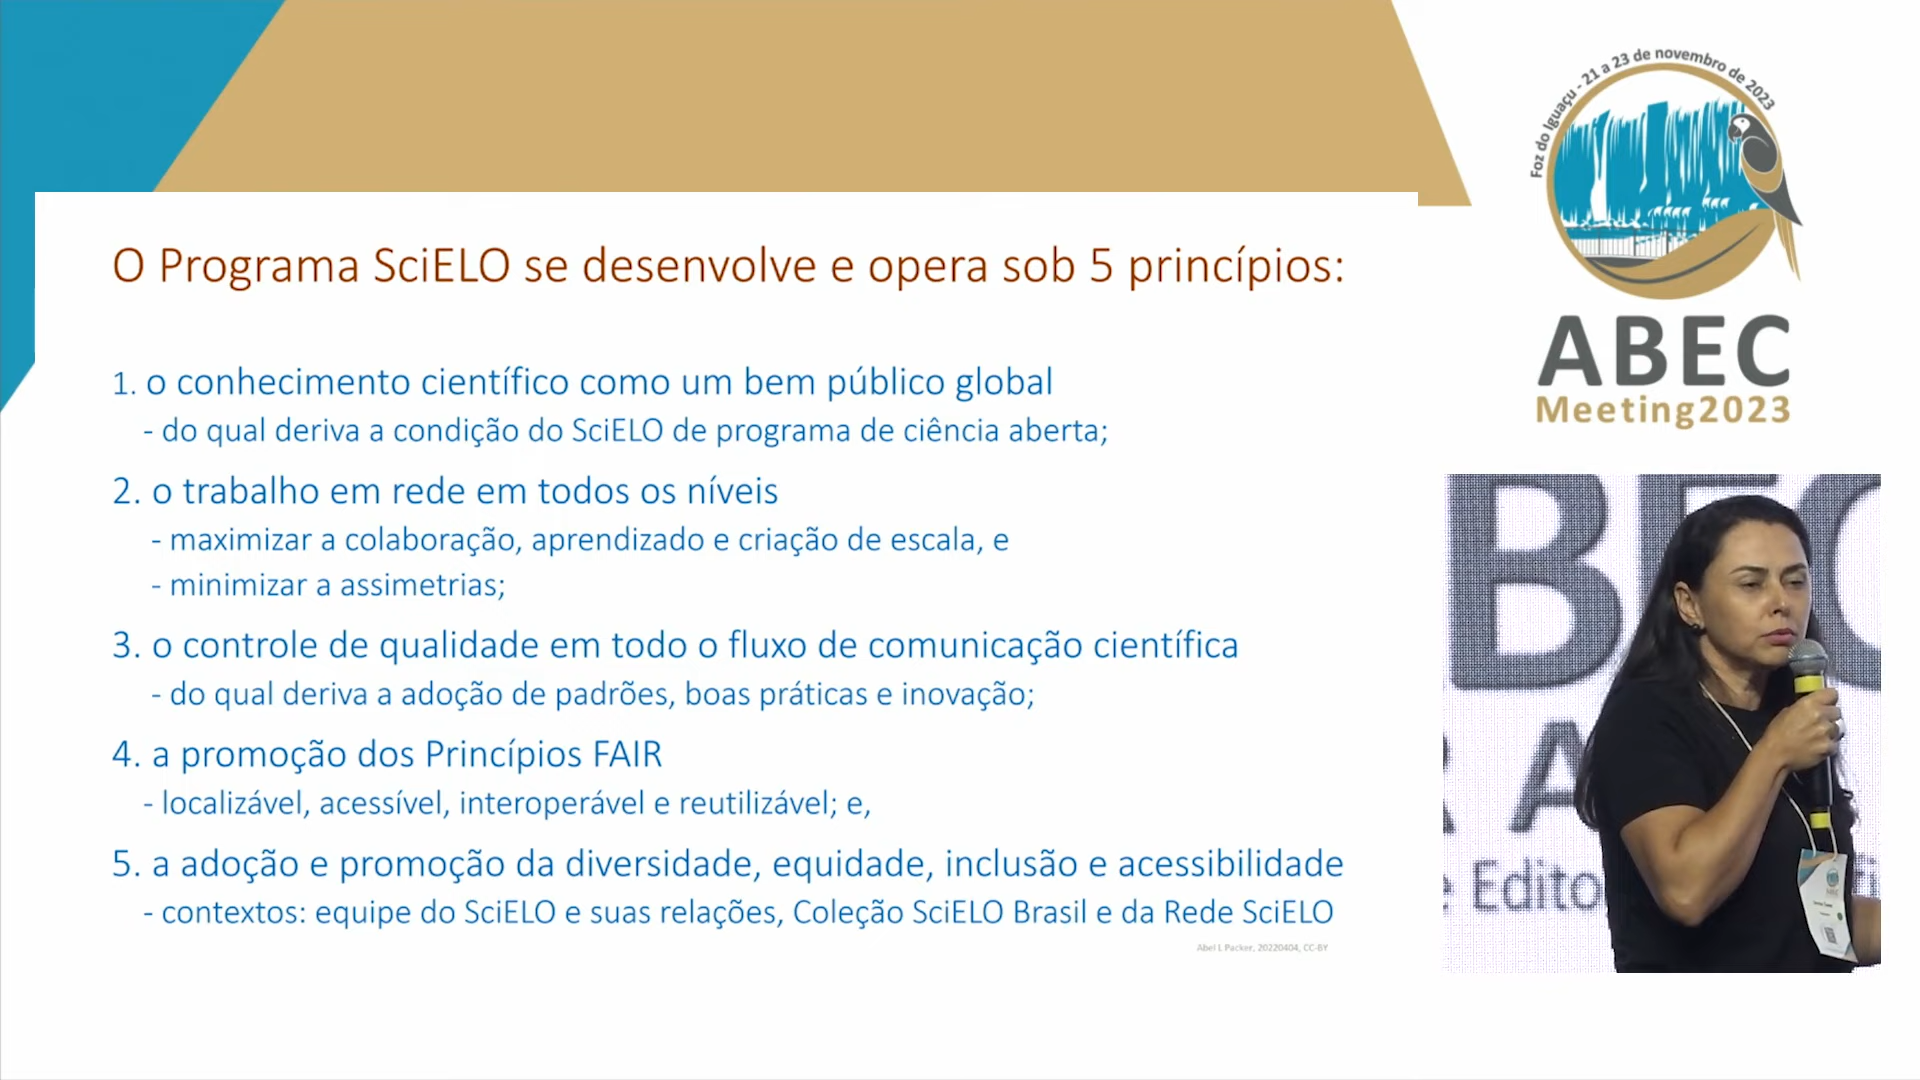 Foz do Iguaçu - 21 a 23 de novembro de 2023
ABEC
Meeting2023
O Programa SciELO se desenvolve e opera sob 5 princípios:
1. o conhecimento científico como um bem público global
- do qual deriva a condição do SciELO de programa de ciência aberta;
2. o trabalho em rede em todos os níveis
- maximizar a colaboração, aprendizado e criação de escala, e
- minimizar a assimetrias;
3. o controle de qualidade em todo o fluxo de comunicação científica
- do qual deriva a adoção de padrões, boas práticas e inovação;
4. a promoção dos Princípios FAIR
- localizável, acessível, interoperável e reutilizável; e,
5. a adoção e promoção da diversidade, equidade, inclusão e acessibilidade
- contextos: equipe do SciELO e suas relações, Coleção SciELO Brasil e da Rede SciELO
Abel L Packer, 20220404, CC-BY
BEC
R A
e Edito